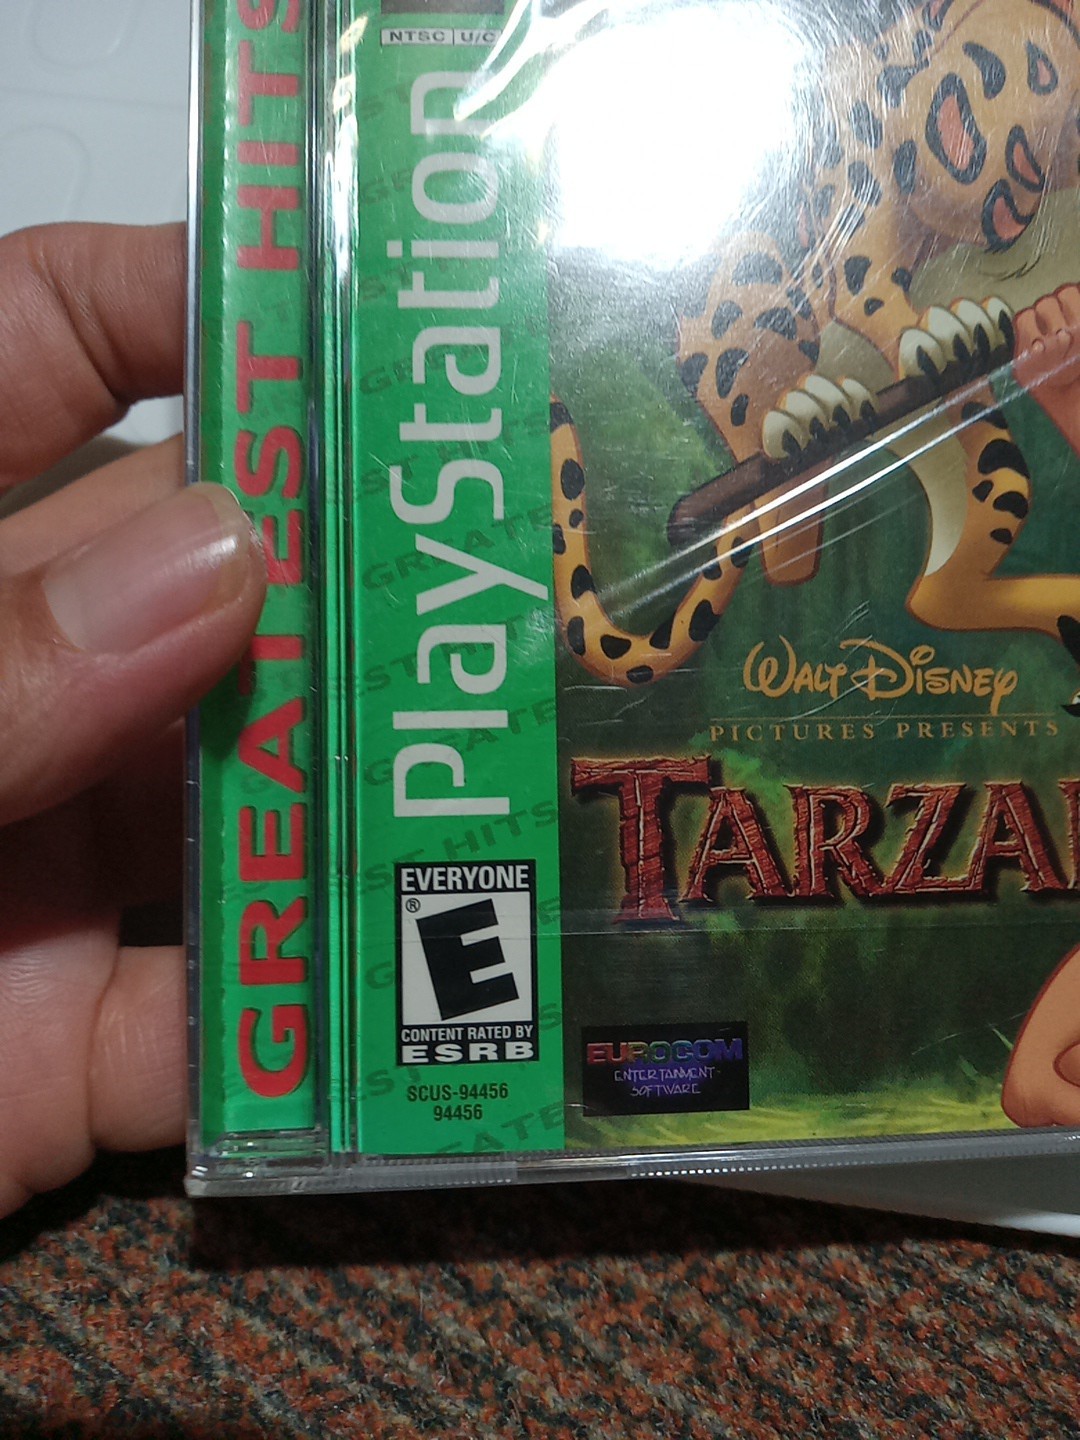 GREATEST HITS
NTSC U/C
PlayStation
EVERYONE
E
®
CONTENT RATED BY
ESRB
SCUS-94456
94456
WALT DISNEY
PICTURES PRESENTS
TARZA
EUROCOM
ENTERTAINMENT
SOFTWARE